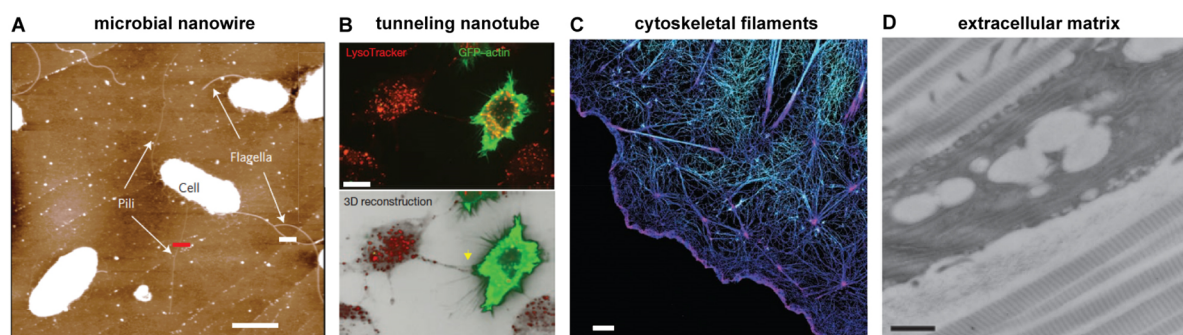 A
microbial nanowire
Flagella
Cell
Pili
B
tunneling nanotube
LysoTracker
GFP–actin
3D reconstruction
C
cytoskeletal filaments
D
extracellular matrix